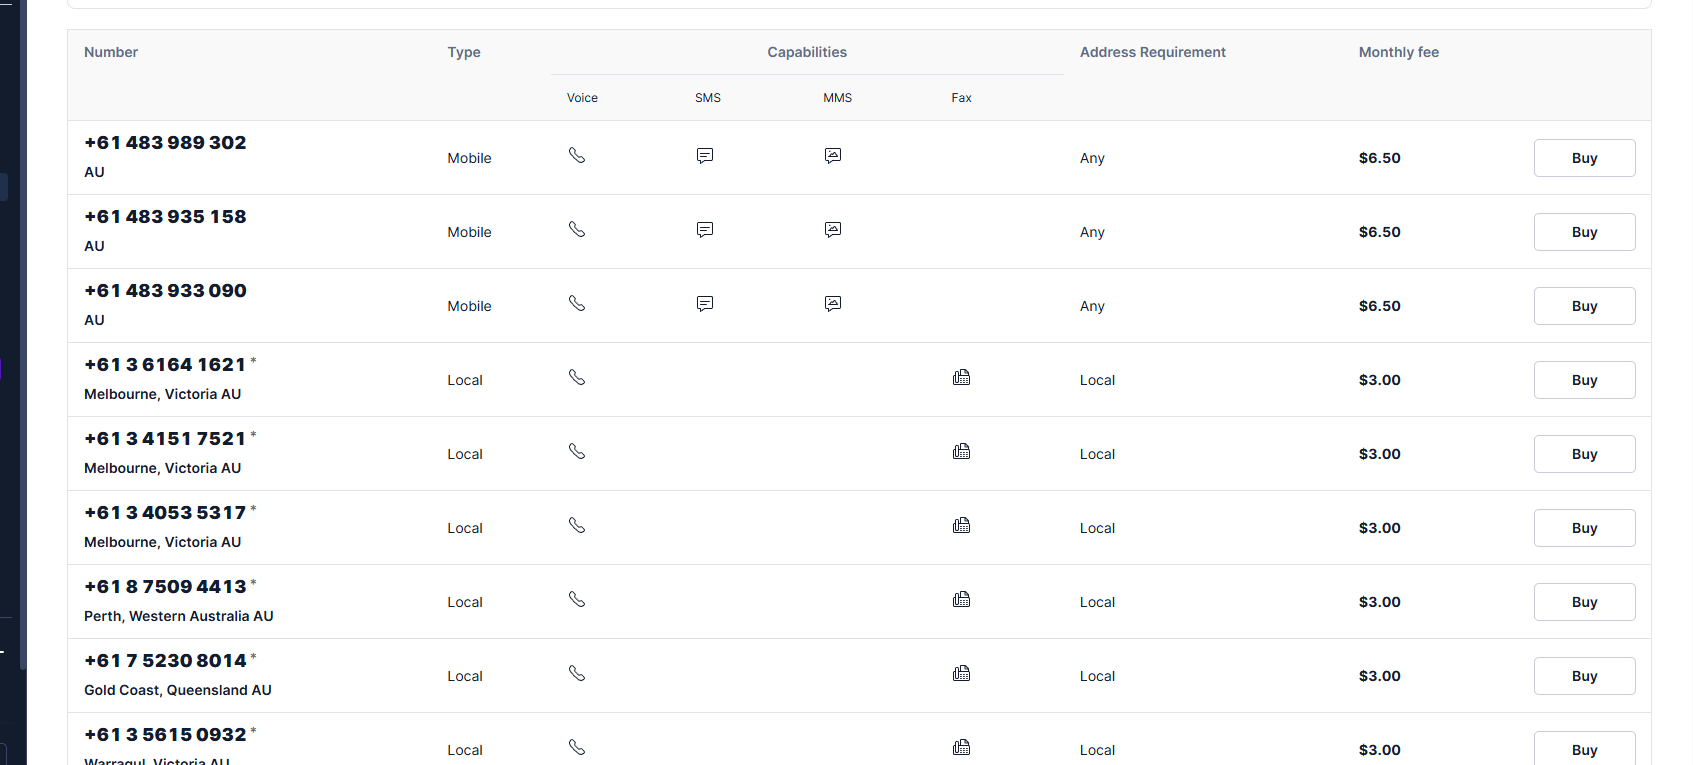 Number Type Capabilities Address Requirement Monthly fee
Voice SMS MMS Fax
+61 483 989 302
AU Mobile Any $6.50 Buy
+61 483 935 158
AU Mobile Any $6.50 Buy
+61 483 933 090
AU Mobile Any $6.50 Buy
+61 3 6164 1621 *
Melbourne, Victoria AU Local Local $3.00 Buy
+61 3 4151 7521 *
Melbourne, Victoria AU Local Local $3.00 Buy
+61 3 4053 5317 *
Melbourne, Victoria AU Local Local $3.00 Buy
+61 8 7509 4413 *
Perth, Western Australia AU Local Local $3.00 Buy
+61 7 5230 8014 *
Gold Coast, Queensland AU Local Local $3.00 Buy
+61 3 5615 0932 *
Warragul, Victoria AU Local Local $3.00 Buy